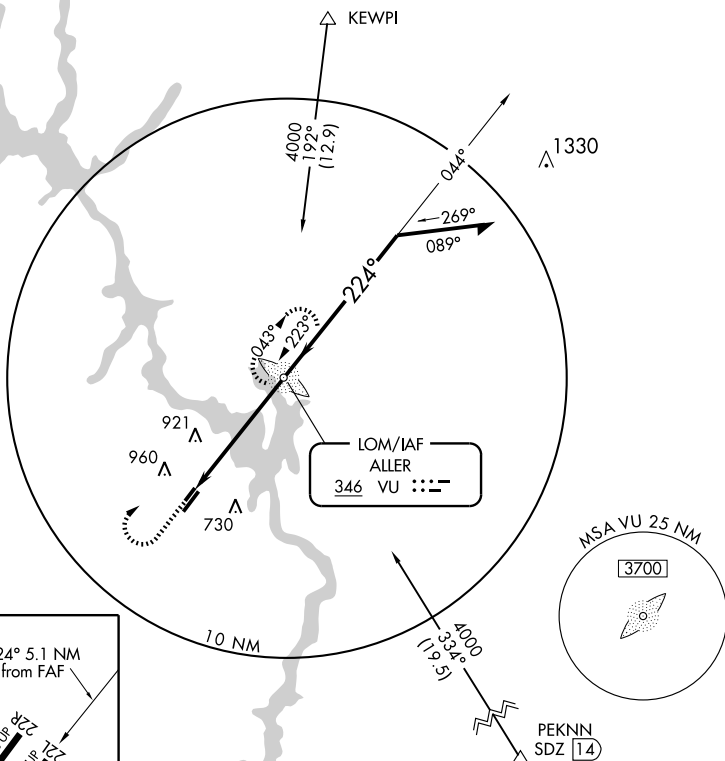 KEWPI
4000
192°
(12.9)
044°
1330
269°
089°
224°
043°
223°
921
960
730
LOM/IAF
ALLER
346 VU
MSA VU 25 NM
3700
10 NM
4000
334°
(19.5)
PEKNN
SDZ 14
24° 5.1 NM
from FAF
22R
22L
UP
UP